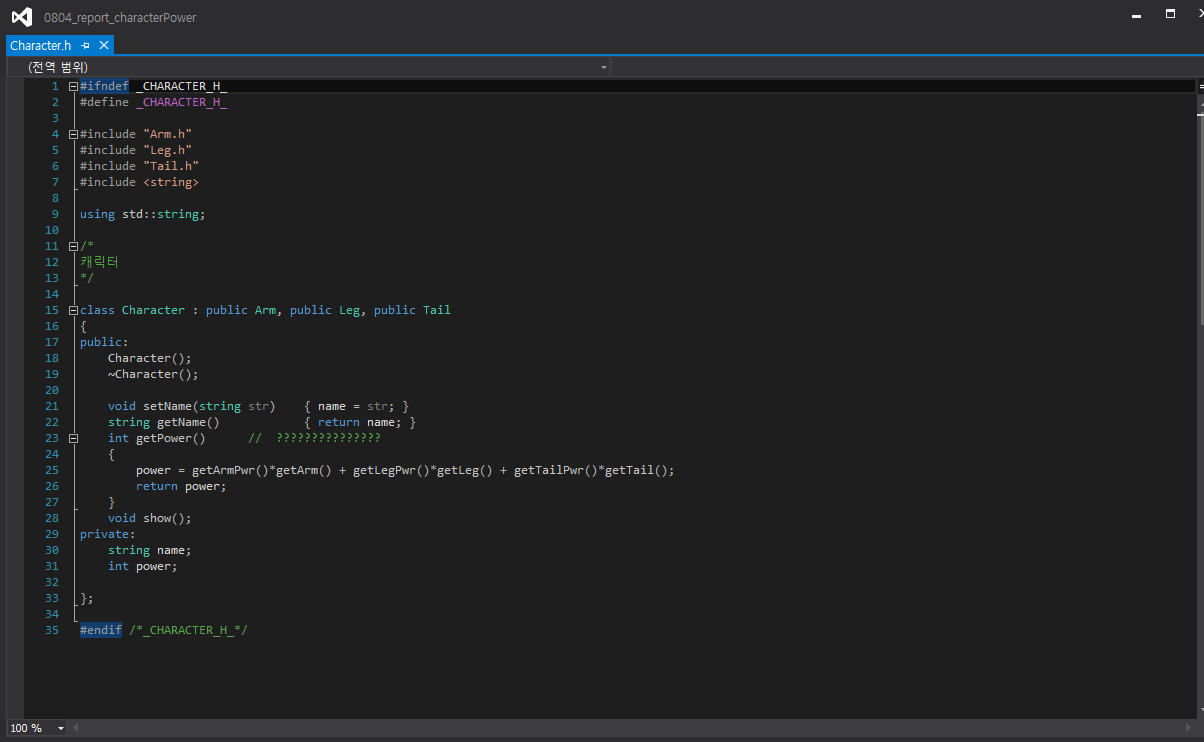 0804_report_characterPower
Character.h
(전역 범위)
1 #ifndef _CHARACTER_H_
2 #define _CHARACTER_H_
3
4 #include "Arm.h"
5 #include "Leg.h"
6 #include "Tail.h"
7 #include <string>
8
9 using std::string;
10
11 /*
12 캐릭터
13 */
14
15 class Character : public Arm, public Leg, public Tail
16 {
17 public:
18     Character();
19     ~Character();
20
21     void setName(string str)    { name = str; }
22     string getName()            { return name; }
23     int getPower()      //  ???????????????
24     {
25         power = getArmPwr()*getArm() + getLegPwr()*getLeg() + getTailPwr()*getTail();
26         return power;
27     }
28     void show();
29 private:
30     string name;
31     int power;
32
33 };
34
35 #endif /*_CHARACTER_H_*/
100 %